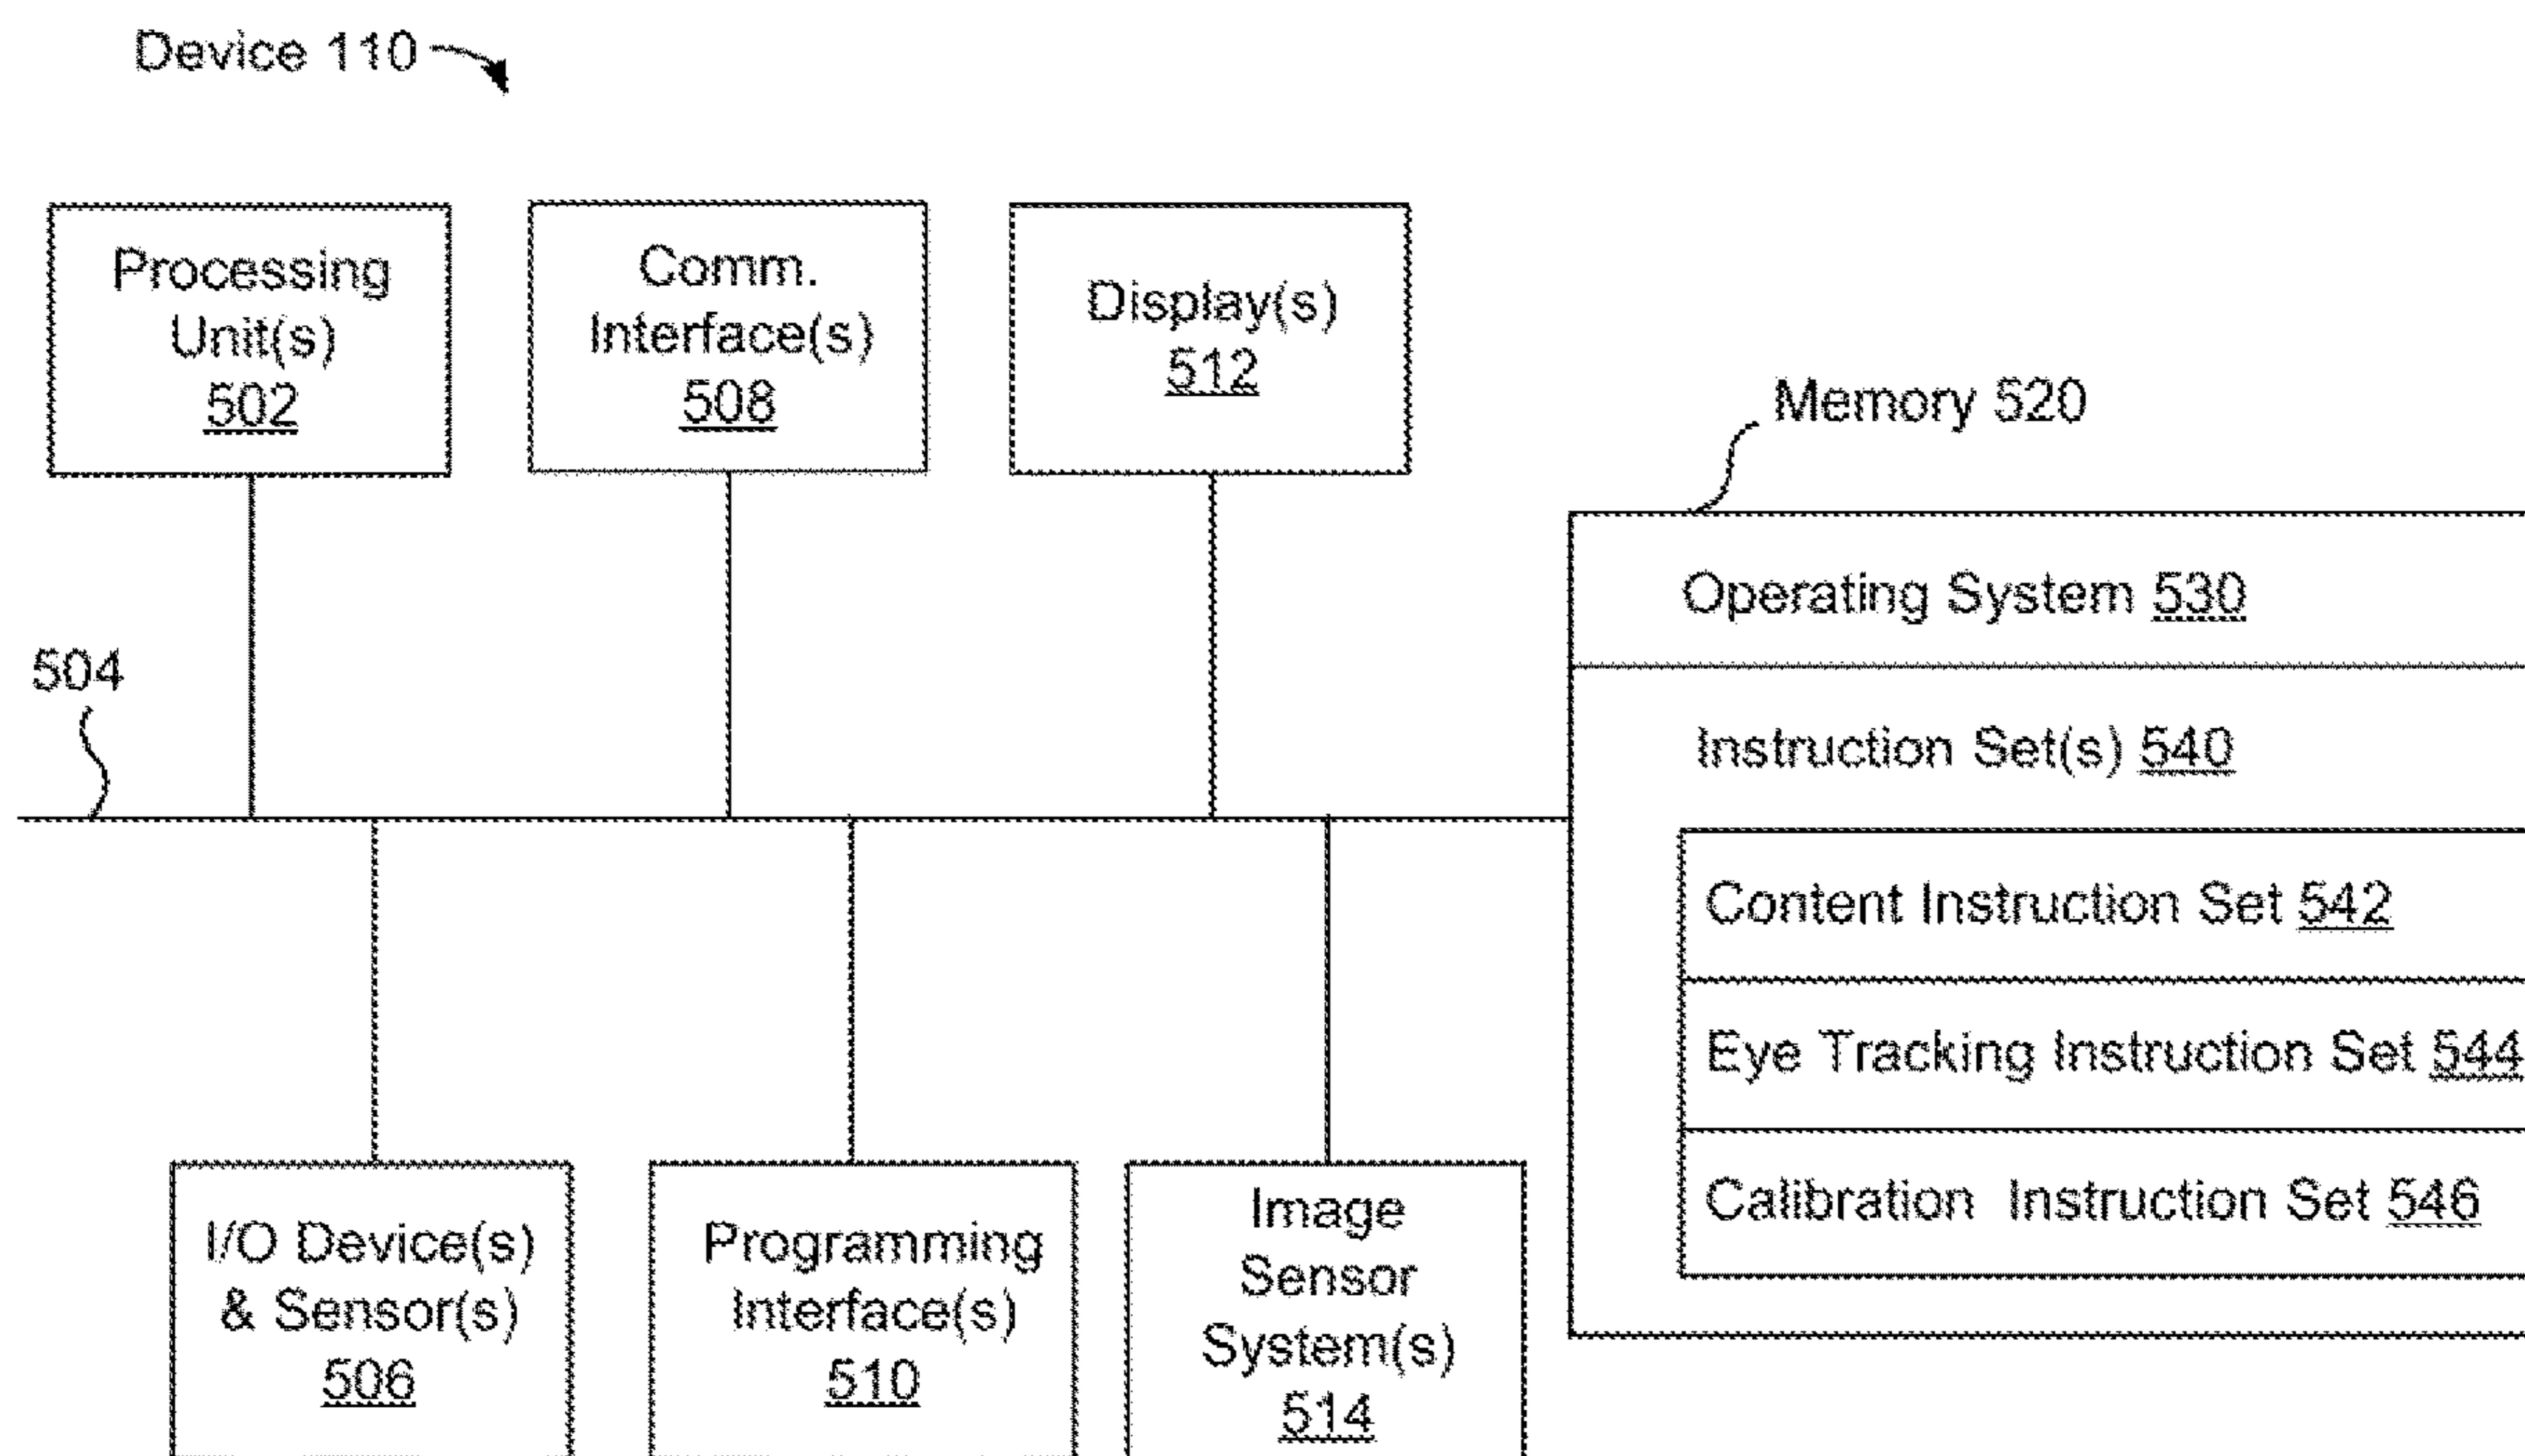 Device 110
Processing
Unit(s)
502
Comm.
Interface(s)
508
Display(s)
512
Memory 520
Operating System 530
504
Instruction Set(s) 540
Content Instruction Set 542
Eye Tracking Instruction Set 544
Calibration Instruction Set 546
I/O Device(s)
& Sensor(s)
506
Programming
Interface(s)
510
Image
Sensor
System(s)
514